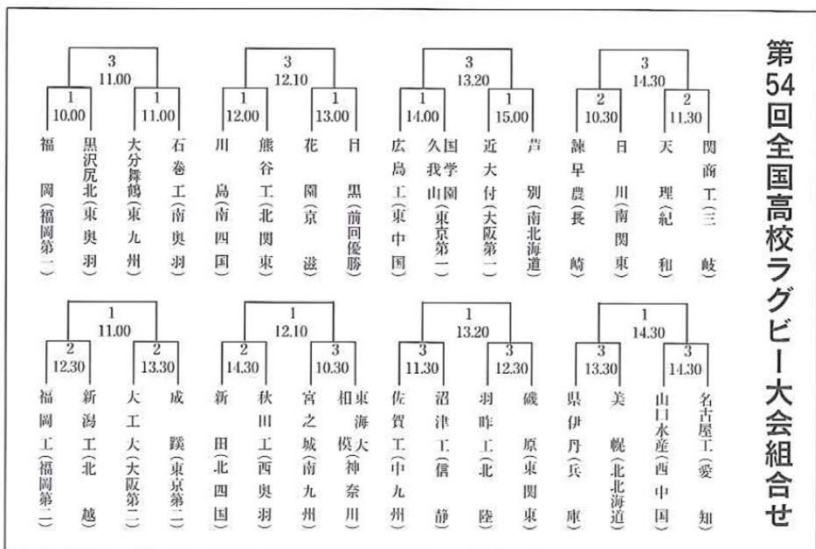 第54回全国高校ラグビー大会組合せ
3
11.00
3
12.10
3
13.20
3
14.30
1
10.00
1
11.00
1
12.00
1
13.00
1
14.00
1
15.00
2
10.30
2
11.30
福岡(福岡第一)
黒沢尻北(東奥羽)
大分舞鶴(東九州)
石巻工(南奥羽)
川島(南四国)
熊谷工(北関東)
花園(京滋)
目黒(前回優勝)
広島工(東中国)
国学園久我山(東京第一)
近大付(大阪第一)
芦別(南北海道)
諫早農(長崎)
日川(南関東)
天理(紀和)
関商工(三岐)
1
11.00
1
12.10
1
13.20
1
14.30
2
12.30
2
13.30
2
14.30
3
10.30
3
11.30
3
12.30
3
13.30
3
14.30
福岡工(福岡第二)
新潟工(北越)
大工大(大阪第二)
成蹊(東京第二)
新田(北四国)
秋田工(西奥羽)
宮之城(南九州)
東海大相模(神奈川)
佐賀工(中九州)
沼津工(信静)
羽咋工(北陸)
磯原(東関東)
県伊丹(兵庫)
美幌(北北海道)
山口水産(西中国)
名古屋工(愛知)